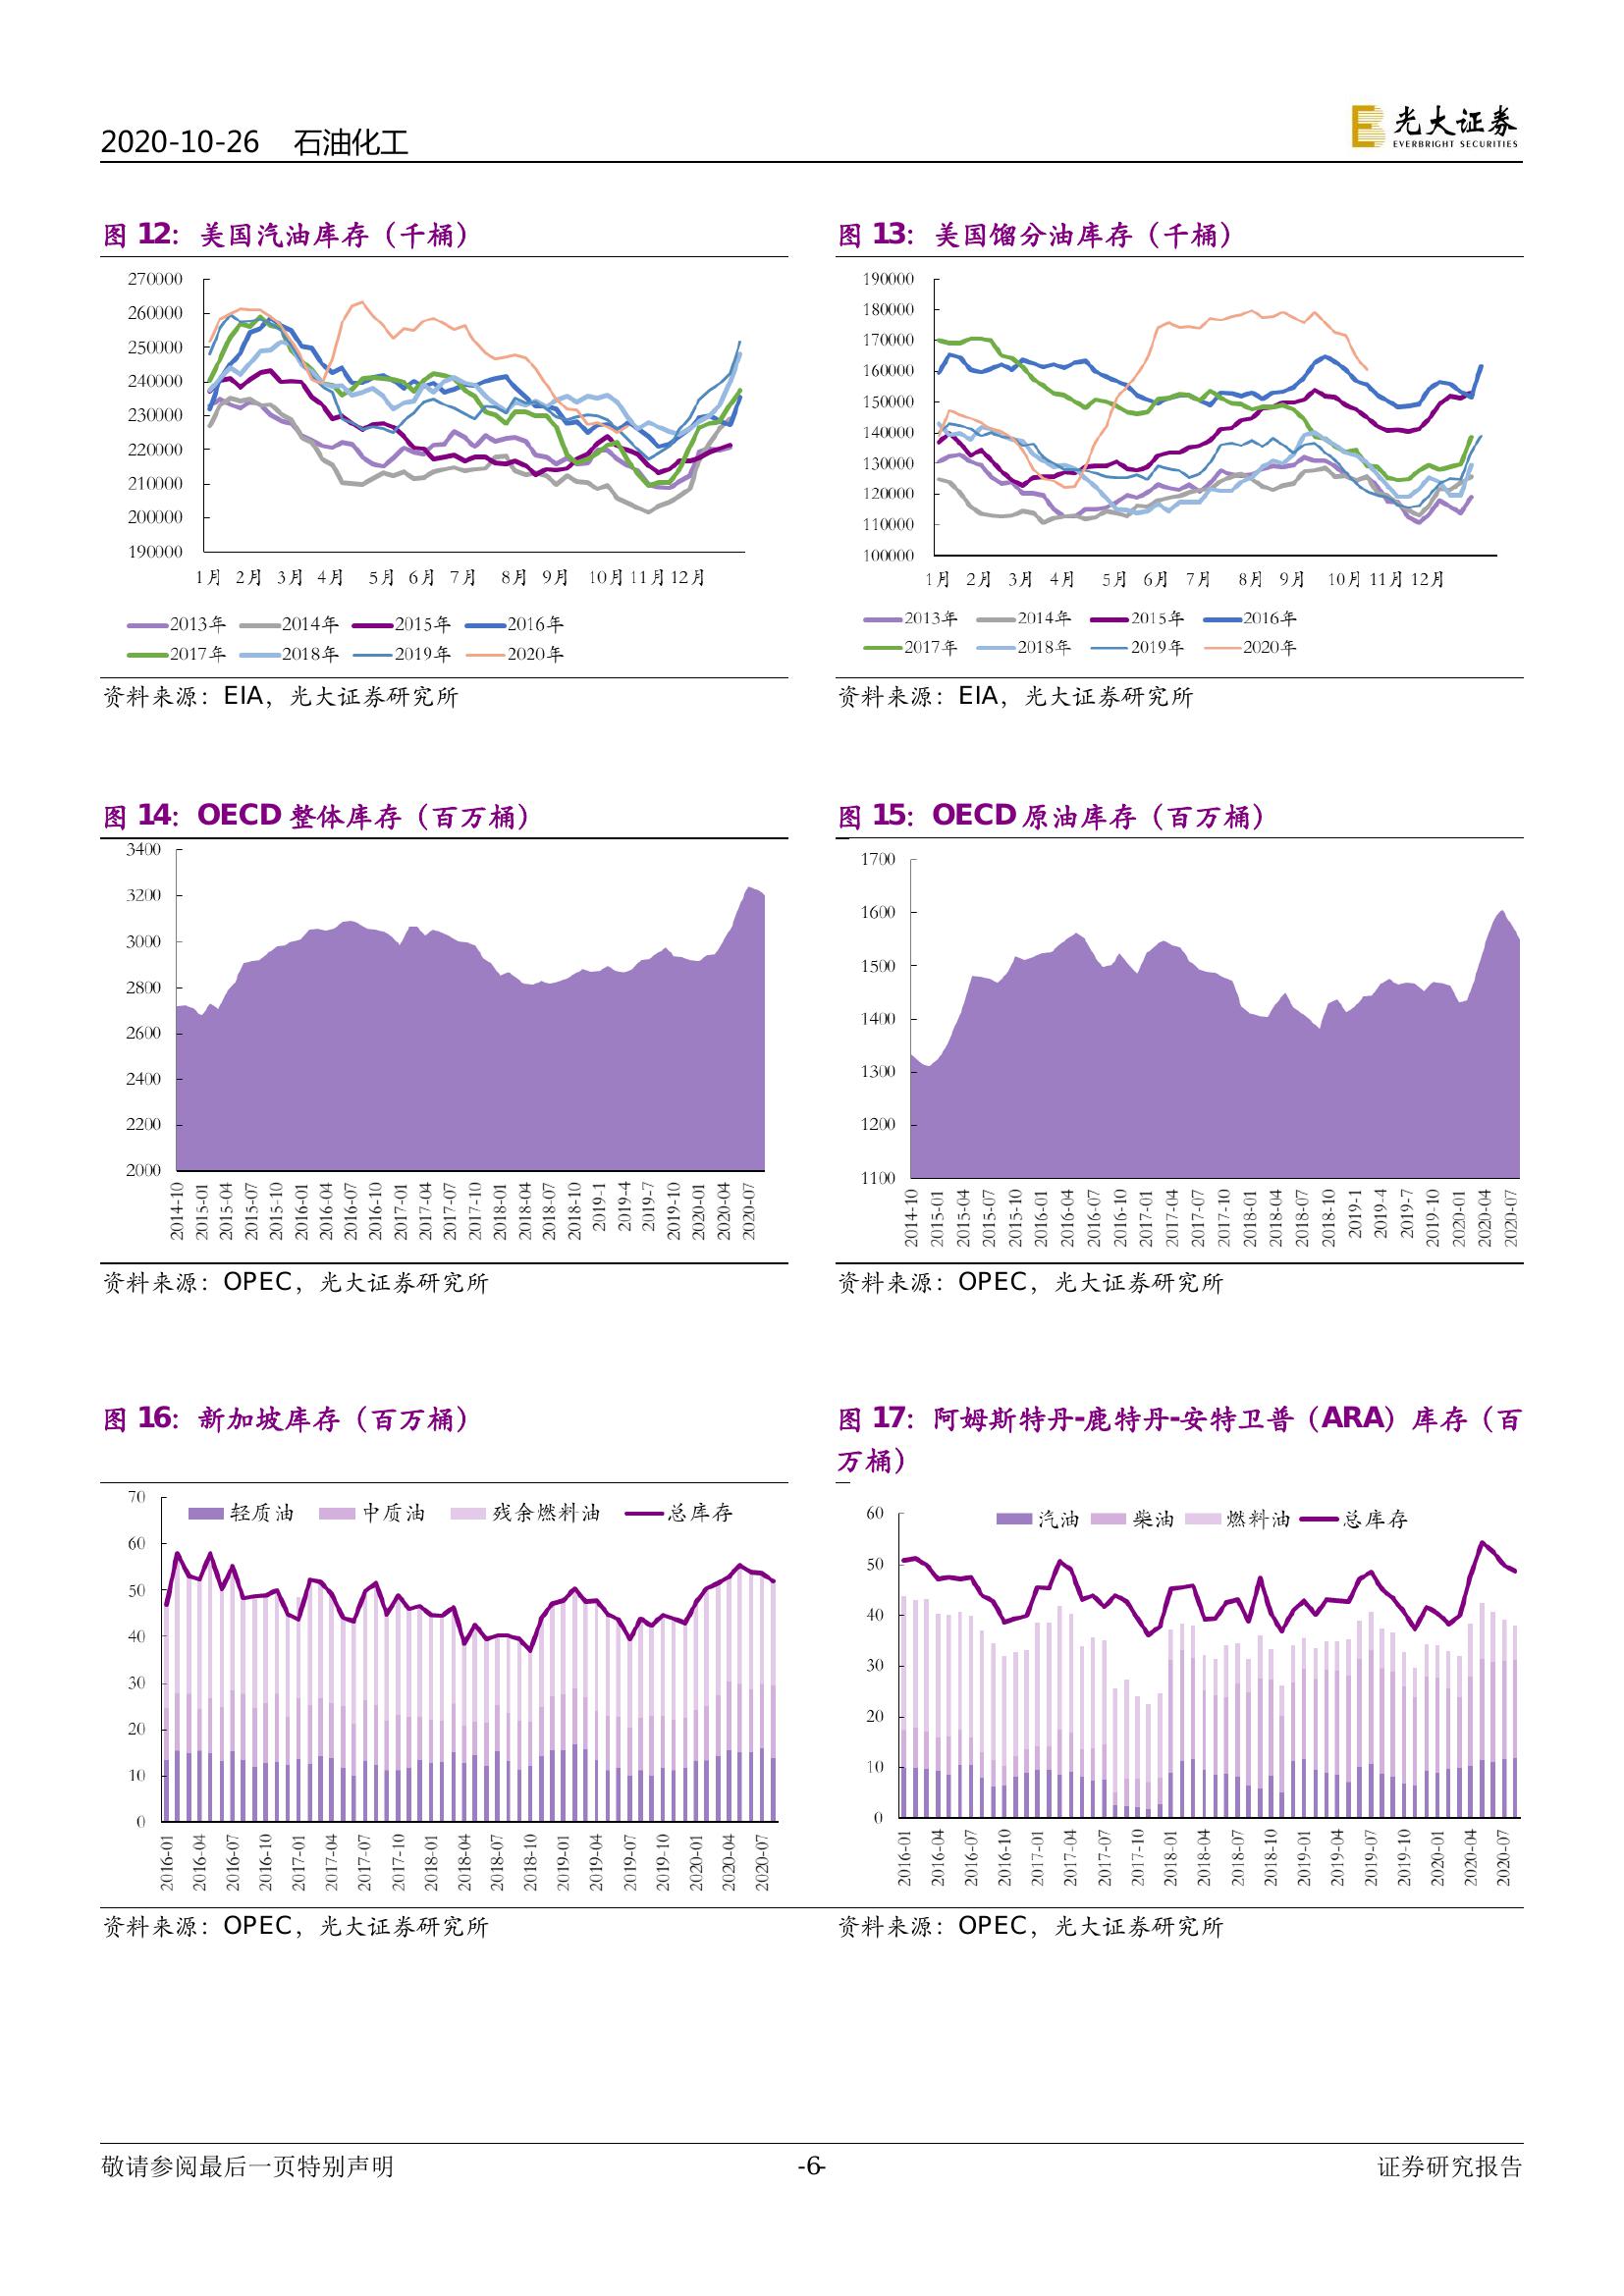 2020-10-26 石油化工
光大证券
EVERBRIGHT SECURITIES
图 12：美国汽油库存（千桶）
270000
260000
250000
240000
230000
220000
210000
200000
190000
1月 2月 3月 4月 5月 6月 7月 8月 9月 10月 11月 12月
2013年 2014年 2015年 2016年
2017年 2018年 2019年 2020年
资料来源：EIA，光大证券研究所
图 13：美国馏分油库存（千桶）
190000
180000
170000
160000
150000
140000
130000
120000
110000
100000
1月 2月 3月 4月 5月 6月 7月 8月 9月 10月 11月 12月
2013年 2014年 2015年 2016年
2017年 2018年 2019年 2020年
资料来源：EIA，光大证券研究所
图 14：OECD 整体库存（百万桶）
3400
3200
3000
2800
2600
2400
2200
2000
2014-10 2015-01 2015-04 2015-07 2015-10 2016-01 2016-04 2016-07 2016-10 2017-01 2017-04 2017-07 2017-10 2018-01 2018-04 2018-07 2018-10 2019-1 2019-4 2019-7 2019-10 2020-01 2020-04 2020-07
资料来源：OPEC，光大证券研究所
图 15：OECD 原油库存（百万桶）
1700
1600
1500
1400
1300
1200
1100
2014-10 2015-01 2015-04 2015-07 2015-10 2016-01 2016-04 2016-07 2016-10 2017-01 2017-04 2017-07 2017-10 2018-01 2018-04 2018-07 2018-10 2019-1 2019-4 2019-7 2019-10 2020-01 2020-04 2020-07
资料来源：OPEC，光大证券研究所
图 16：新加坡库存（百万桶）
轻质油 中质油 残余燃料油 总库存
70
60
50
40
30
20
10
0
2016-01 2016-04 2016-07 2016-10 2017-01 2017-04 2017-07 2017-10 2018-01 2018-04 2018-07 2018-10 2019-01 2019-04 2019-07 2019-10 2020-01 2020-04 2020-07
资料来源：OPEC，光大证券研究所
图 17：阿姆斯特丹-鹿特丹-安特卫普（ARA）库存（百
万桶）
汽油 柴油 燃料油 总库存
60
50
40
30
20
10
0
2016-01 2016-04 2016-07 2016-10 2017-01 2017-04 2017-07 2017-10 2018-01 2018-04 2018-07 2018-10 2019-01 2019-04 2019-07 2019-10 2020-01 2020-04 2020-07
资料来源：OPEC，光大证券研究所
敬请参阅最后一页特别声明 -6- 证券研究报告